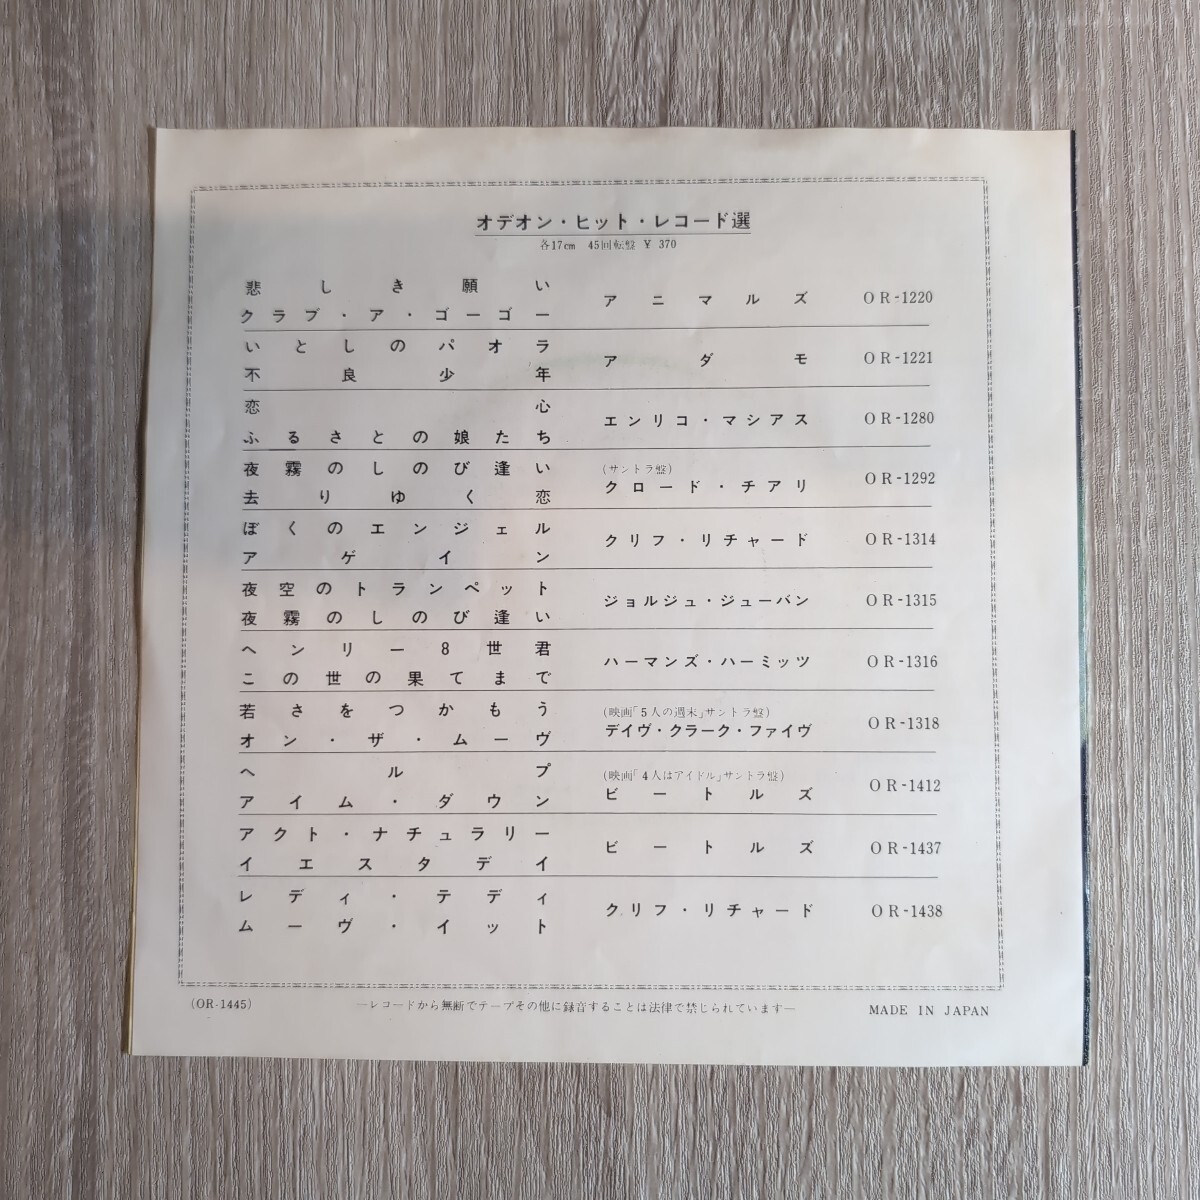 オデオン・ヒット・レコード選
各17cm 45回転盤 ¥ 370
悲しき願い
クラブ・ア・ゴーゴー
アニマルズ OR-1220
いとしのパオラ
不良少年
アダモ OR-1221
恋心
ふるさとの娘たち
エンリコ・マシアス OR-1280
夜霧のしのび逢い
去りゆく恋
(サントラ盤)
クロード・チアリ OR-1292
ぼくのエンジェル
アゲイン
クリフ・リチャード OR-1314
夜空のトランペット
夜霧のしのび逢い
ジョルジュ・ジューバン OR-1315
ヘンリー8世君
この世の果てまで
ハーマンズ・ハーミッツ OR-1316
若さをつかもう
オン・ザ・ムーヴ
(映画「5人の週末」サントラ盤)
デイヴ・クラーク・ファイヴ OR-1318
ヘルプ
アイム・ダウン
(映画「4人はアイドル」サントラ盤)
ビートルズ OR-1412
アクト・ナチュラリー
イエスタデイ
ビートルズ OR-1437
レディ・テディ
ムーヴ・イット
クリフ・リチャード OR-1438
(OR-1445)
—レコードから無断でテープその他に録音することは法律で禁じられています—
MADE IN JAPAN